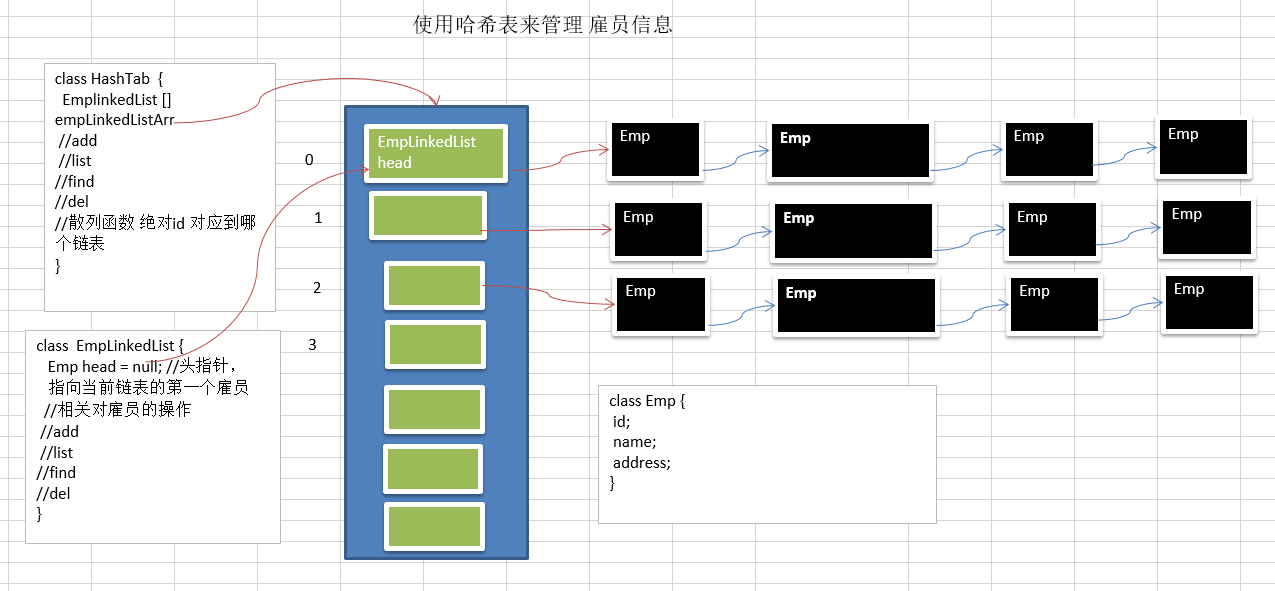 使用哈希表来管理 雇员信息
class HashTab {
EmplinkedList []
empLinkedListArr
//add
//list
//find
//del
//散列函数 绝对id 对应到哪
个链表
}
class EmpLinkedList {
Emp head = null; //头指针，
指向当前链表的第一个雇员
//相关对雇员的操作
//add
//list
//find
//del
}
0
1
2
3
EmpLinkedList
head
Emp
Emp
Emp
Emp
Emp
Emp
Emp
Emp
Emp
Emp
Emp
Emp
class Emp {
id;
name;
address;
}